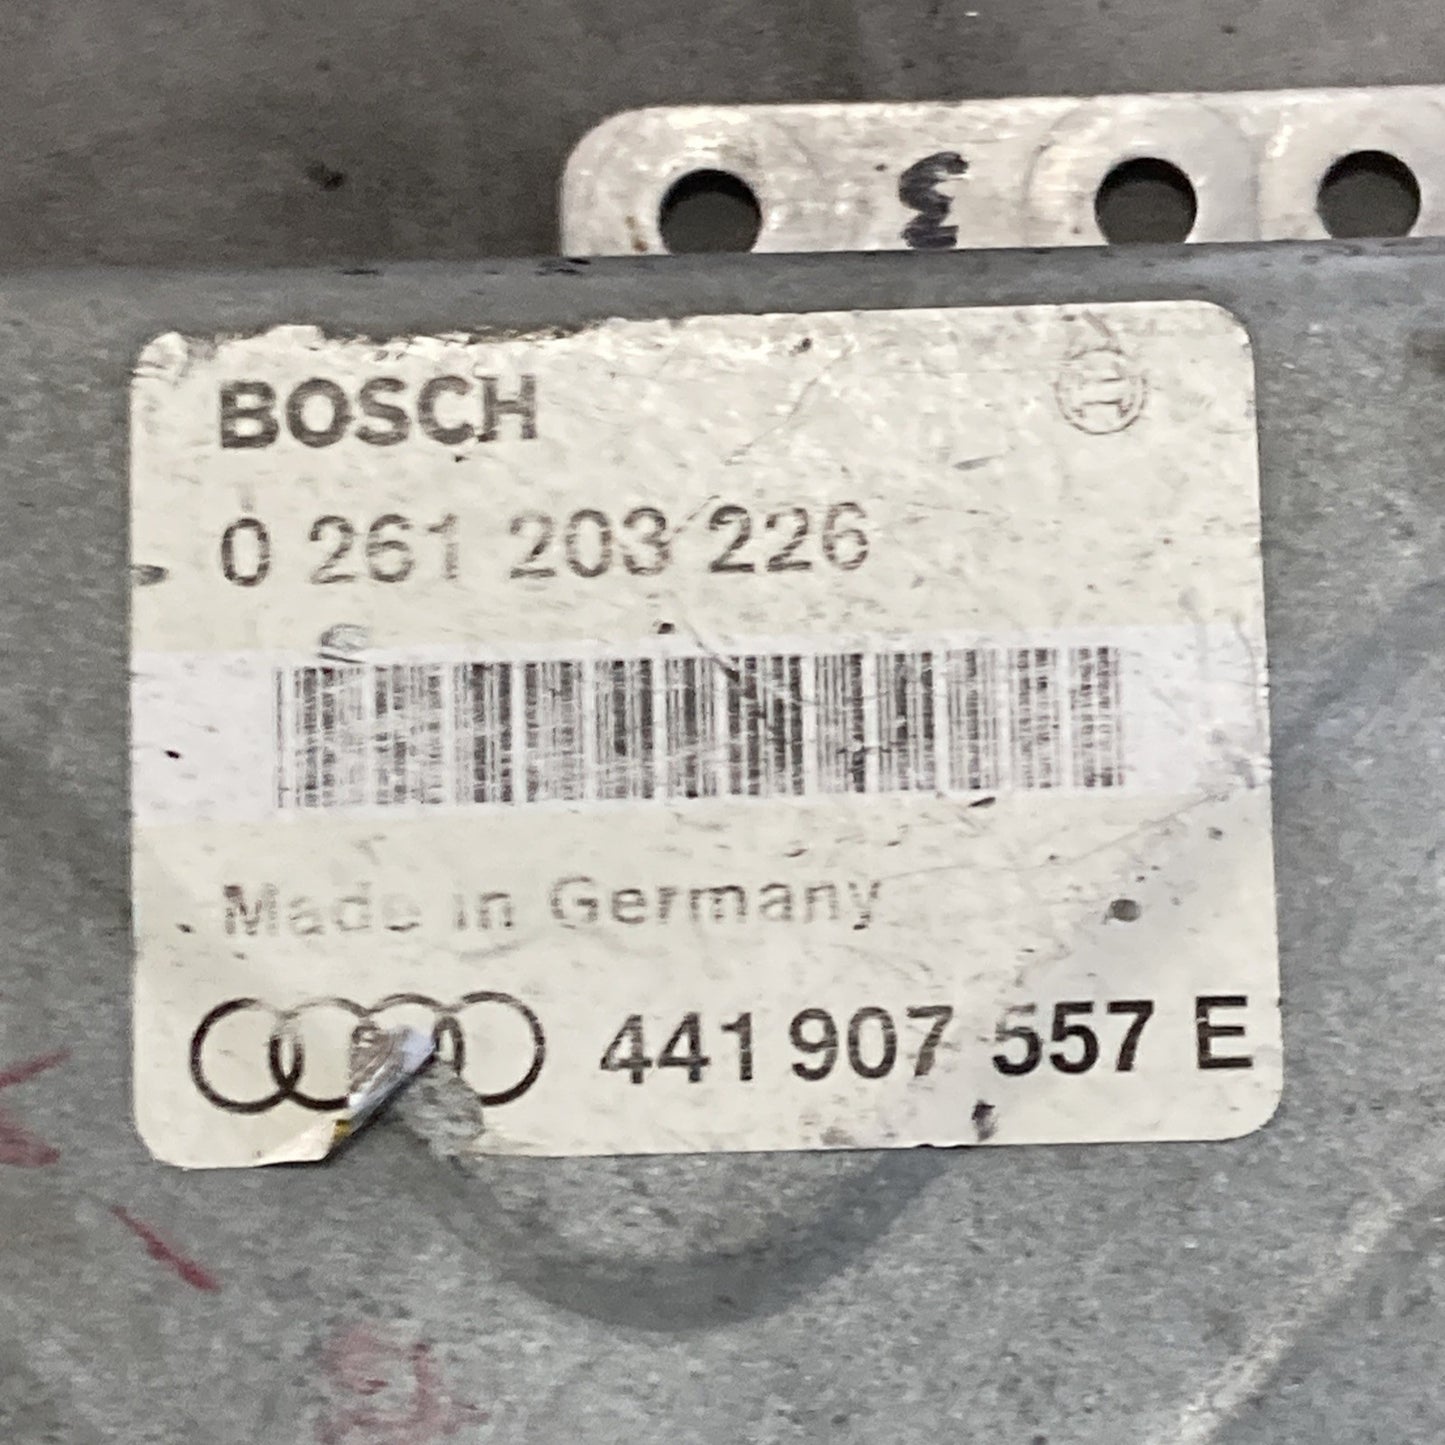 BOSCH
0 261 203 226
Made in Germany
441 907 557 E